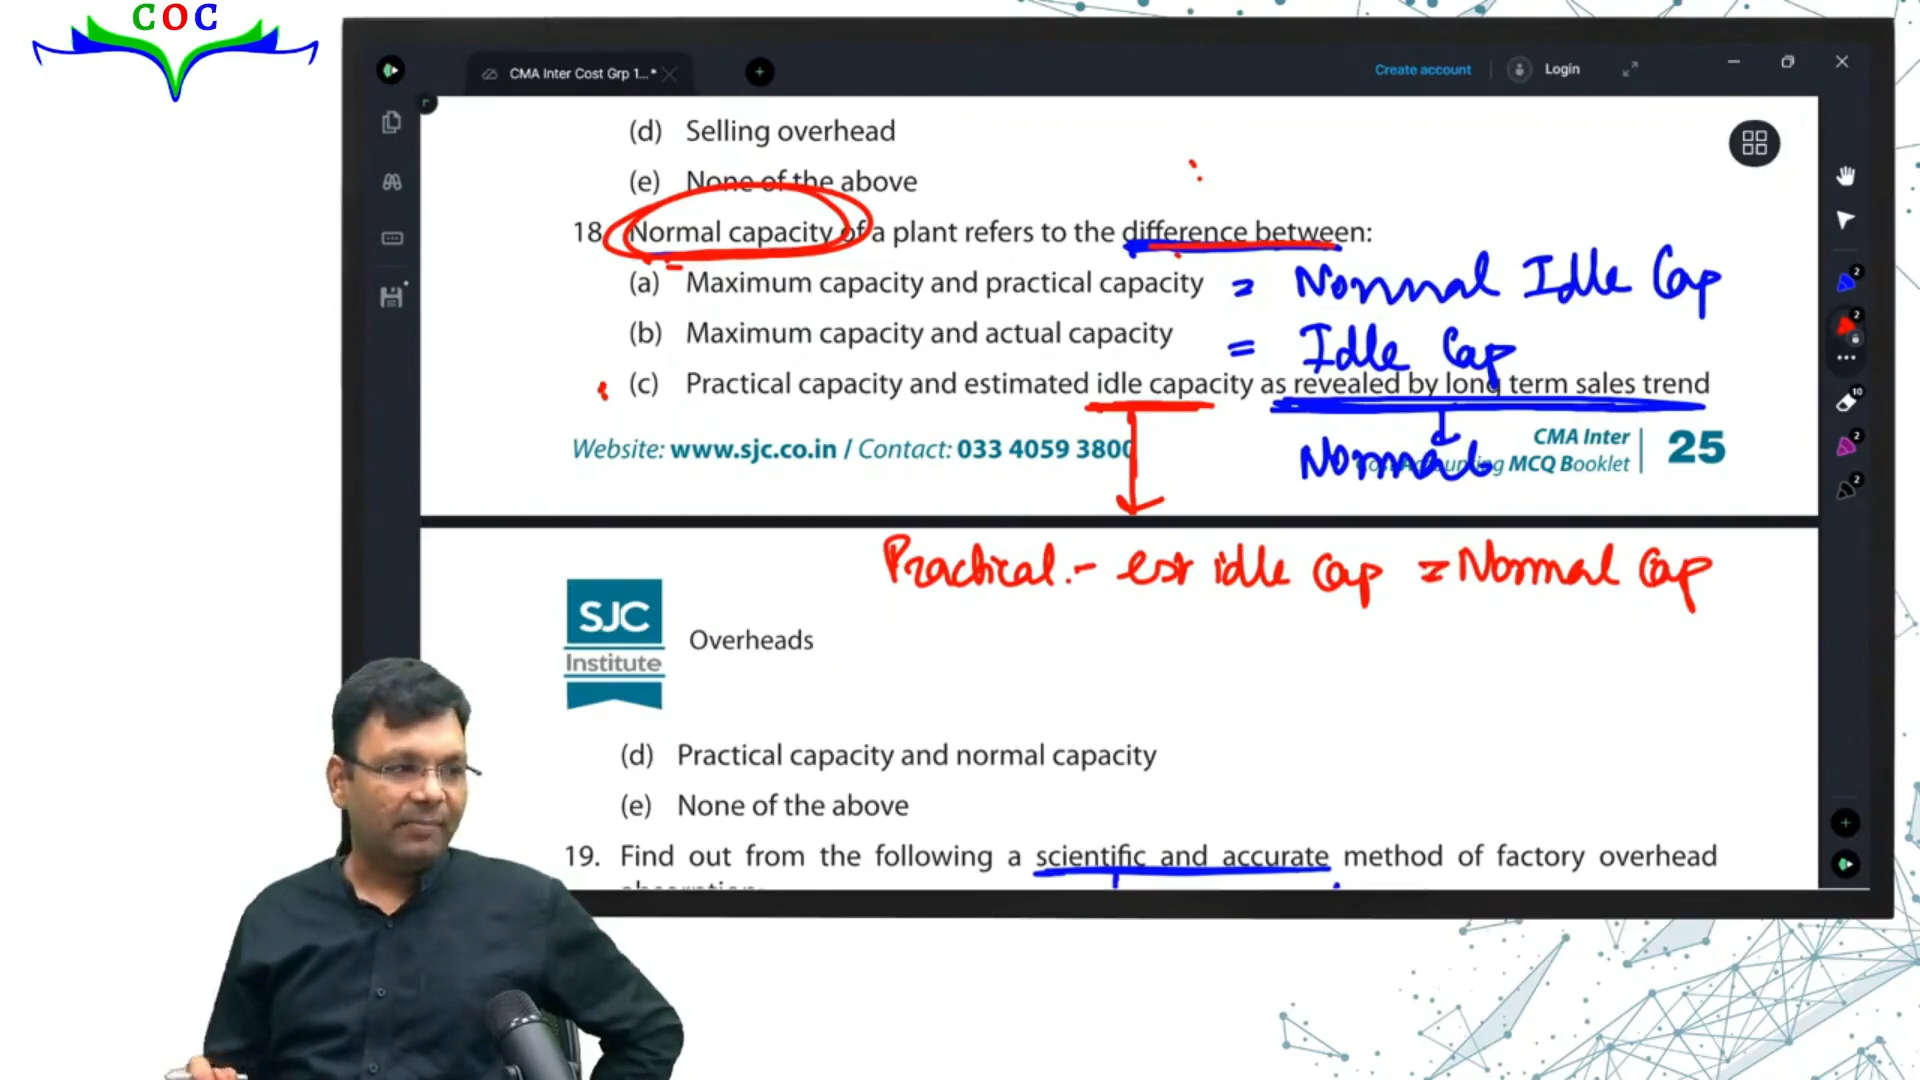 COC
CMA Inter Cost Grp 1...*
Create account
Login
(d) Selling overhead
(e) None of the above
18. Normal capacity of a plant refers to the difference between:
(a) Maximum capacity and practical capacity = Normal Idle Cap
(b) Maximum capacity and actual capacity = Idle Cap
(c) Practical capacity and estimated idle capacity as revealed by long term sales trend
Normal
Website: www.sjc.co.in / Contact: 033 4059 3800
CMA Inter
MCQ Booklet
25
Practical - est idle Cap = Normal Cap
SJC
Institute
Overheads
(d) Practical capacity and normal capacity
(e) None of the above
19. Find out from the following a scientific and accurate method of factory overhead